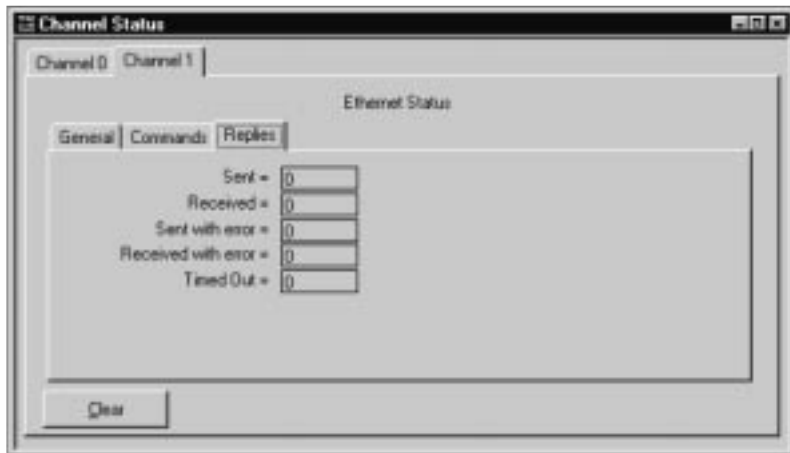 Channel Status
Channel 0 Channel 1
Ethernet Status
General Commands Replies
Sent = 0
Received = 0
Sent with error = 0
Received with error = 0
Timed Out = 0
Clear